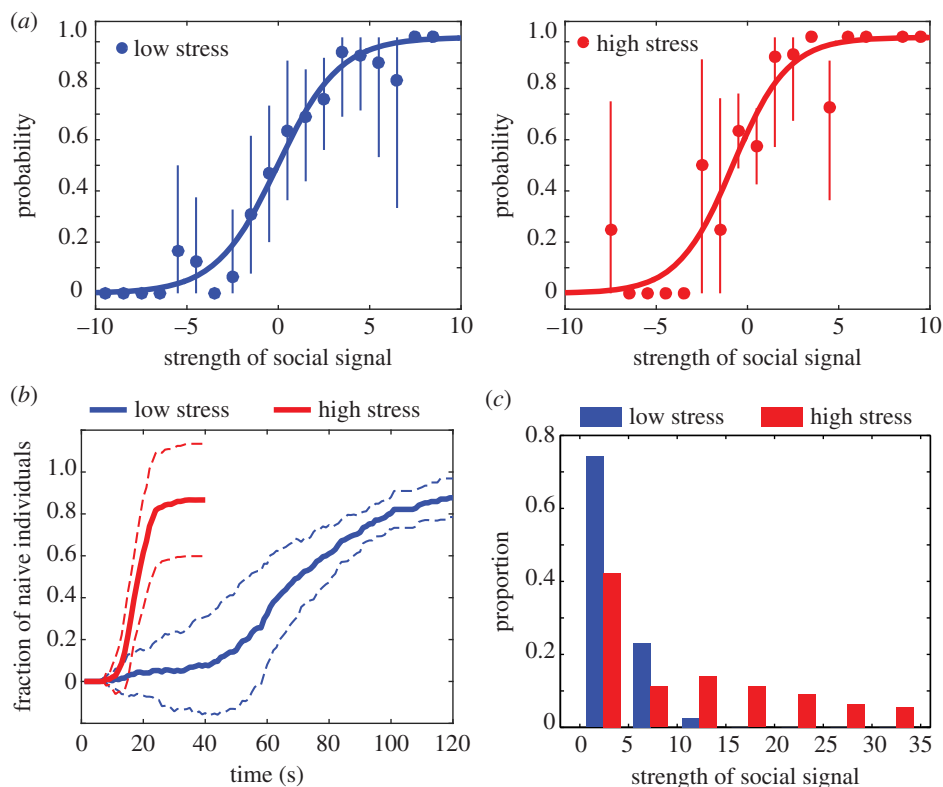 (a)
1.0
0.8
0.6
0.4
0.2
0
probability
low stress
−10
−5
0
5
10
strength of social signal
1.0
0.8
0.6
0.4
0.2
0
probability
high stress
−10
−5
0
5
10
strength of social signal
(b)
low stress
high stress
1.0
0.8
0.6
0.4
0.2
0
fraction of naive individuals
0
20
40
60
80
100
120
time (s)
(c)
low stress
high stress
0.8
0.6
0.4
0.2
0
proportion
0
5
10
15
20
25
30
35
strength of social signal